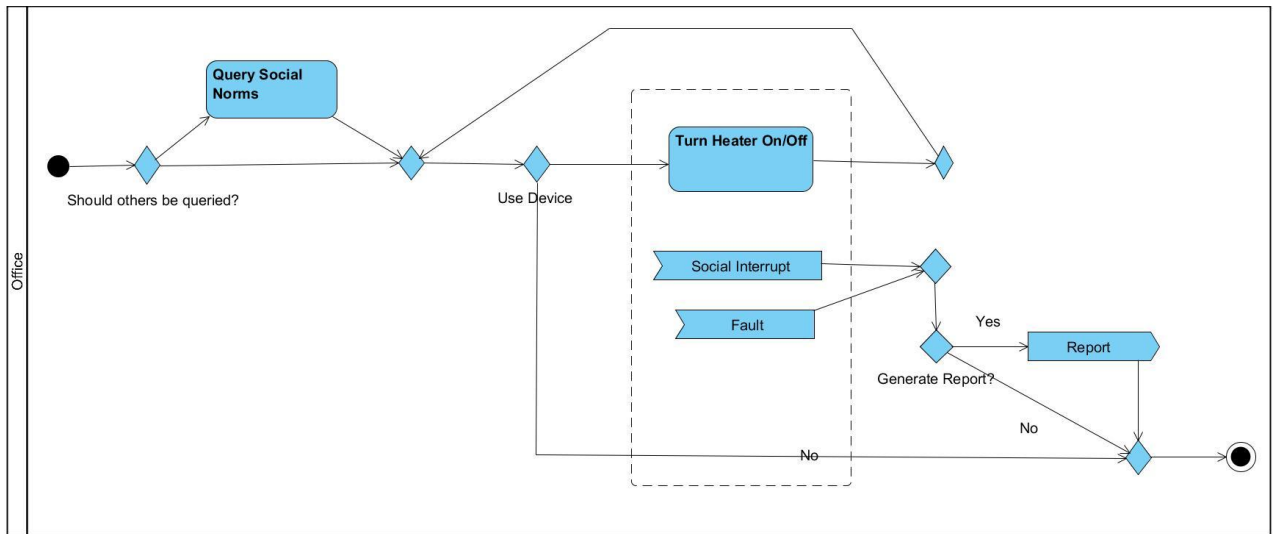 Office
Query Social
Norms
Should others be queried?
Use Device
Turn Heater On/Off
Social Interrupt
Fault
Yes
Report
Generate Report?
No
No